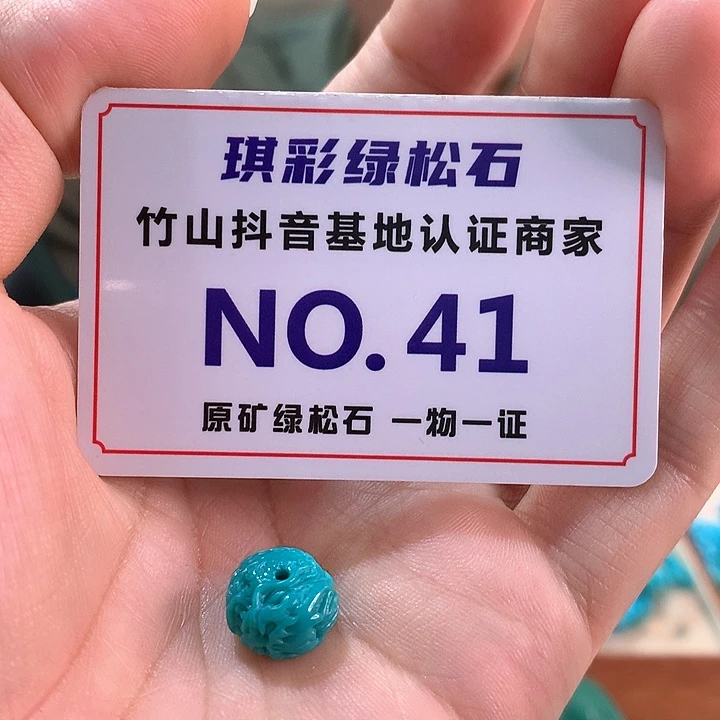 琪彩绿松石
竹山抖音基地认证商家
NO.41
原矿绿松石 一物一证